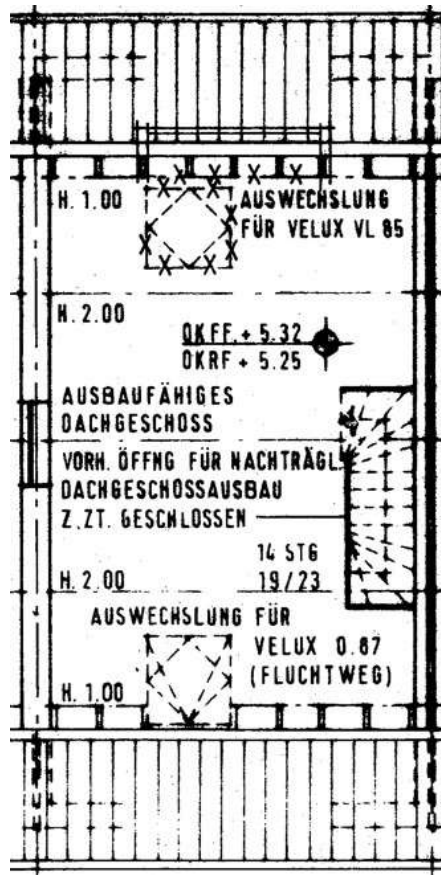 H. 1.00
AUSWECHSLUNG
FÜR VELUX VL 85
H. 2.00
OKFF. + 5.32
OKRF + 5.25
AUSBAUFÄHIGES
DACHGESCHOSS
VORH. ÖFFNG FÜR NACHTRÄGL.
DACHGESCHOSSAUSBAU
Z.ZT. GESCHLOSSEN
14 STG
19/23
H. 2.00
AUSWECHSLUNG FÜR
VELUX 0.87
(FLUCHTWEG)
H. 1.00